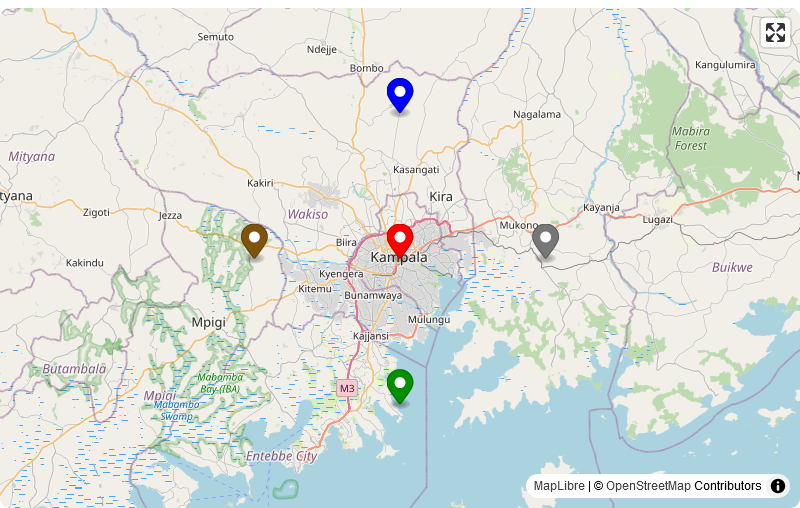 Semuto
Ndejje
Bombo
Kangulumira
Nagalama
Mabira
Forest
Mityana
Kasangati
Kakiri
Kira
tyana
Zigoti
Jezza
Wakiso
Mukono
Kayanja
Lugazi
N
Biira
Kampala
Kakindu
Kyengera
Buikwe
Kitemu
Bunamwaya
Mpigi
Mulungu
Kajjansi
Butambala
Mabamba
Bay (IBA)
M3
Mpigi
Mabamba
Swamp
Entebbe City
MapLibre | © OpenStreetMap Contributors